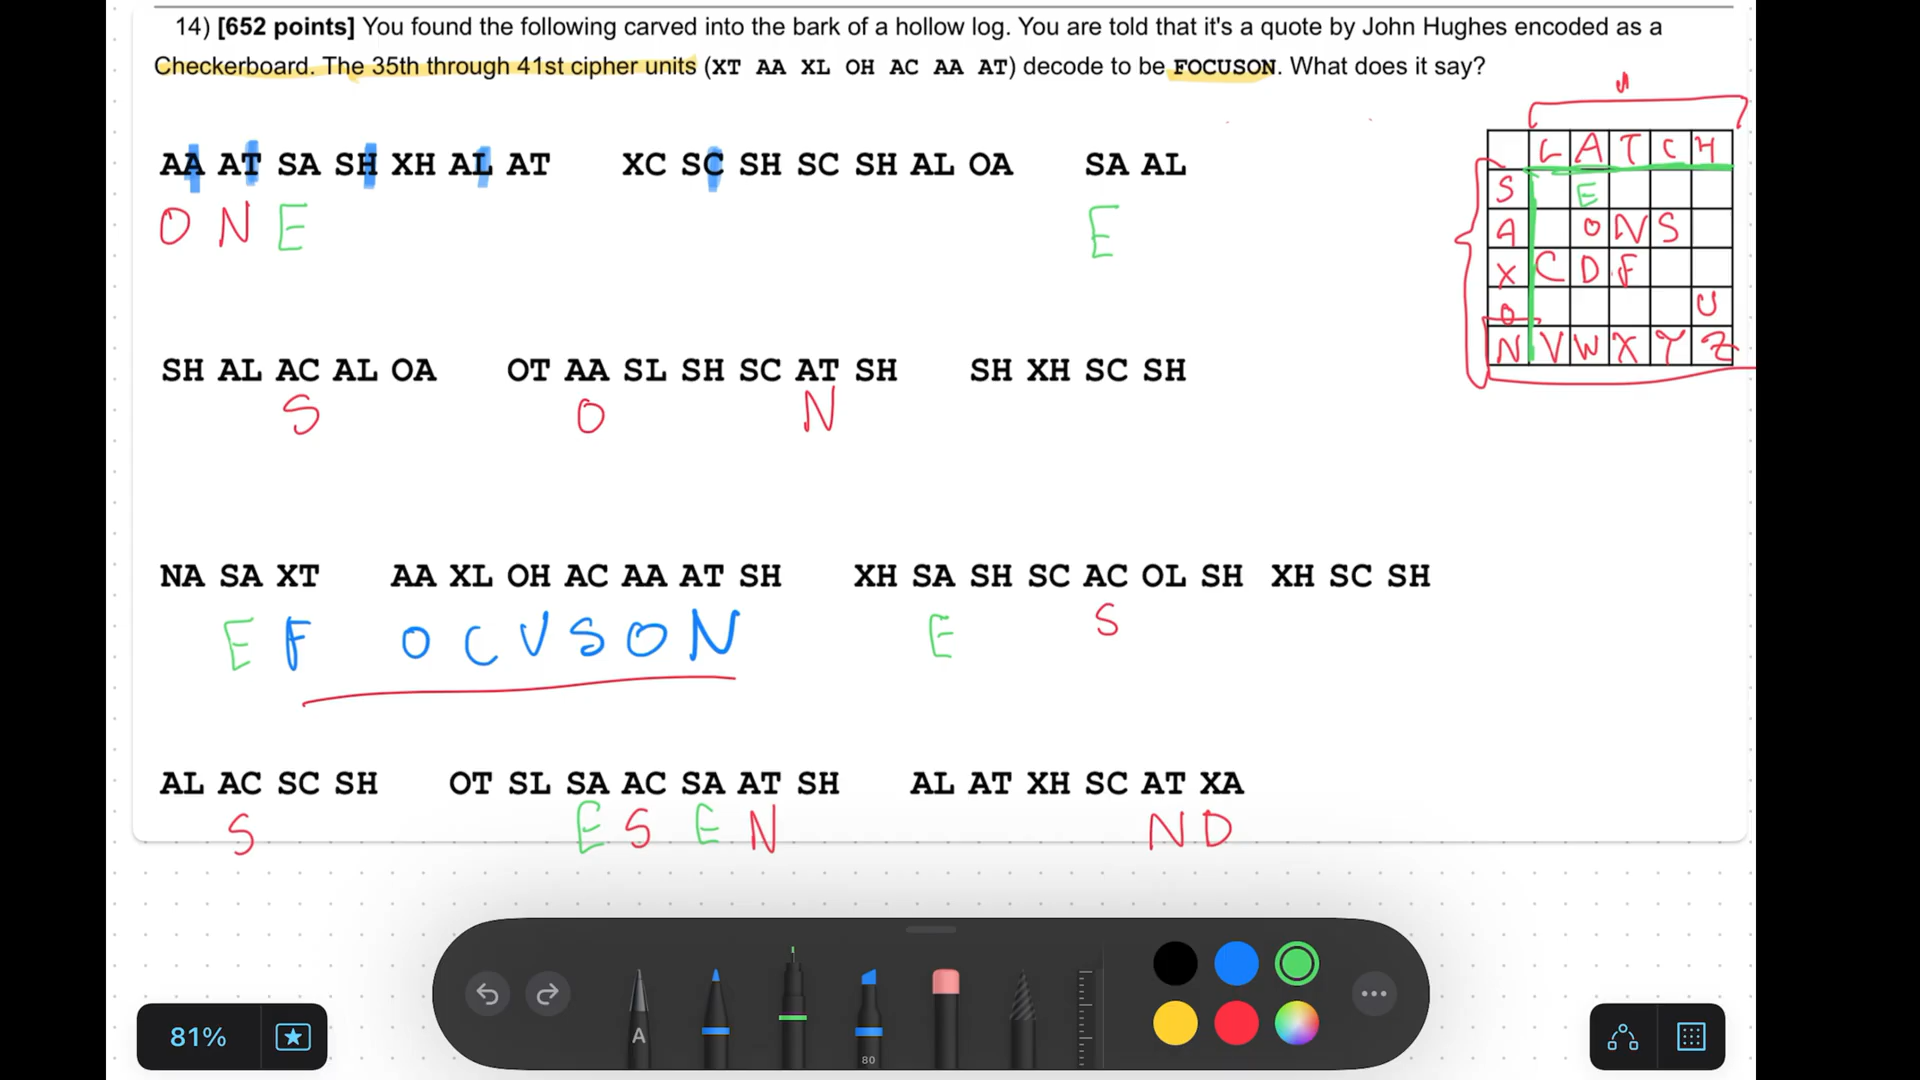 14) [652 points] You found the following carved into the bark of a hollow log. You are told that it's a quote by John Hughes encoded as a
Checkerboard. The 35th through 41st cipher units (XT AA XL OH AC AA AT) decode to be FOCUSON. What does it say?
L A T C H
AA AT SA SH XH AL AT XC SC SH SC SH AL OA SA AL
S E
O N E E
A O N S
X C D F
O U
N V W X Y Z
SH AL AC AL OA OT AA SL SH SC AT SH SH XH SC SH
S O N
NA SA XT AA XL OH AC AA AT SH XH SA SH SC AC OL SH XH SC SH
E F O C U S O N E S
AL AC SC SH OT SL SA AC SA AT SH AL AT XH SC AT XA
S E S E N N D
A
80
81%